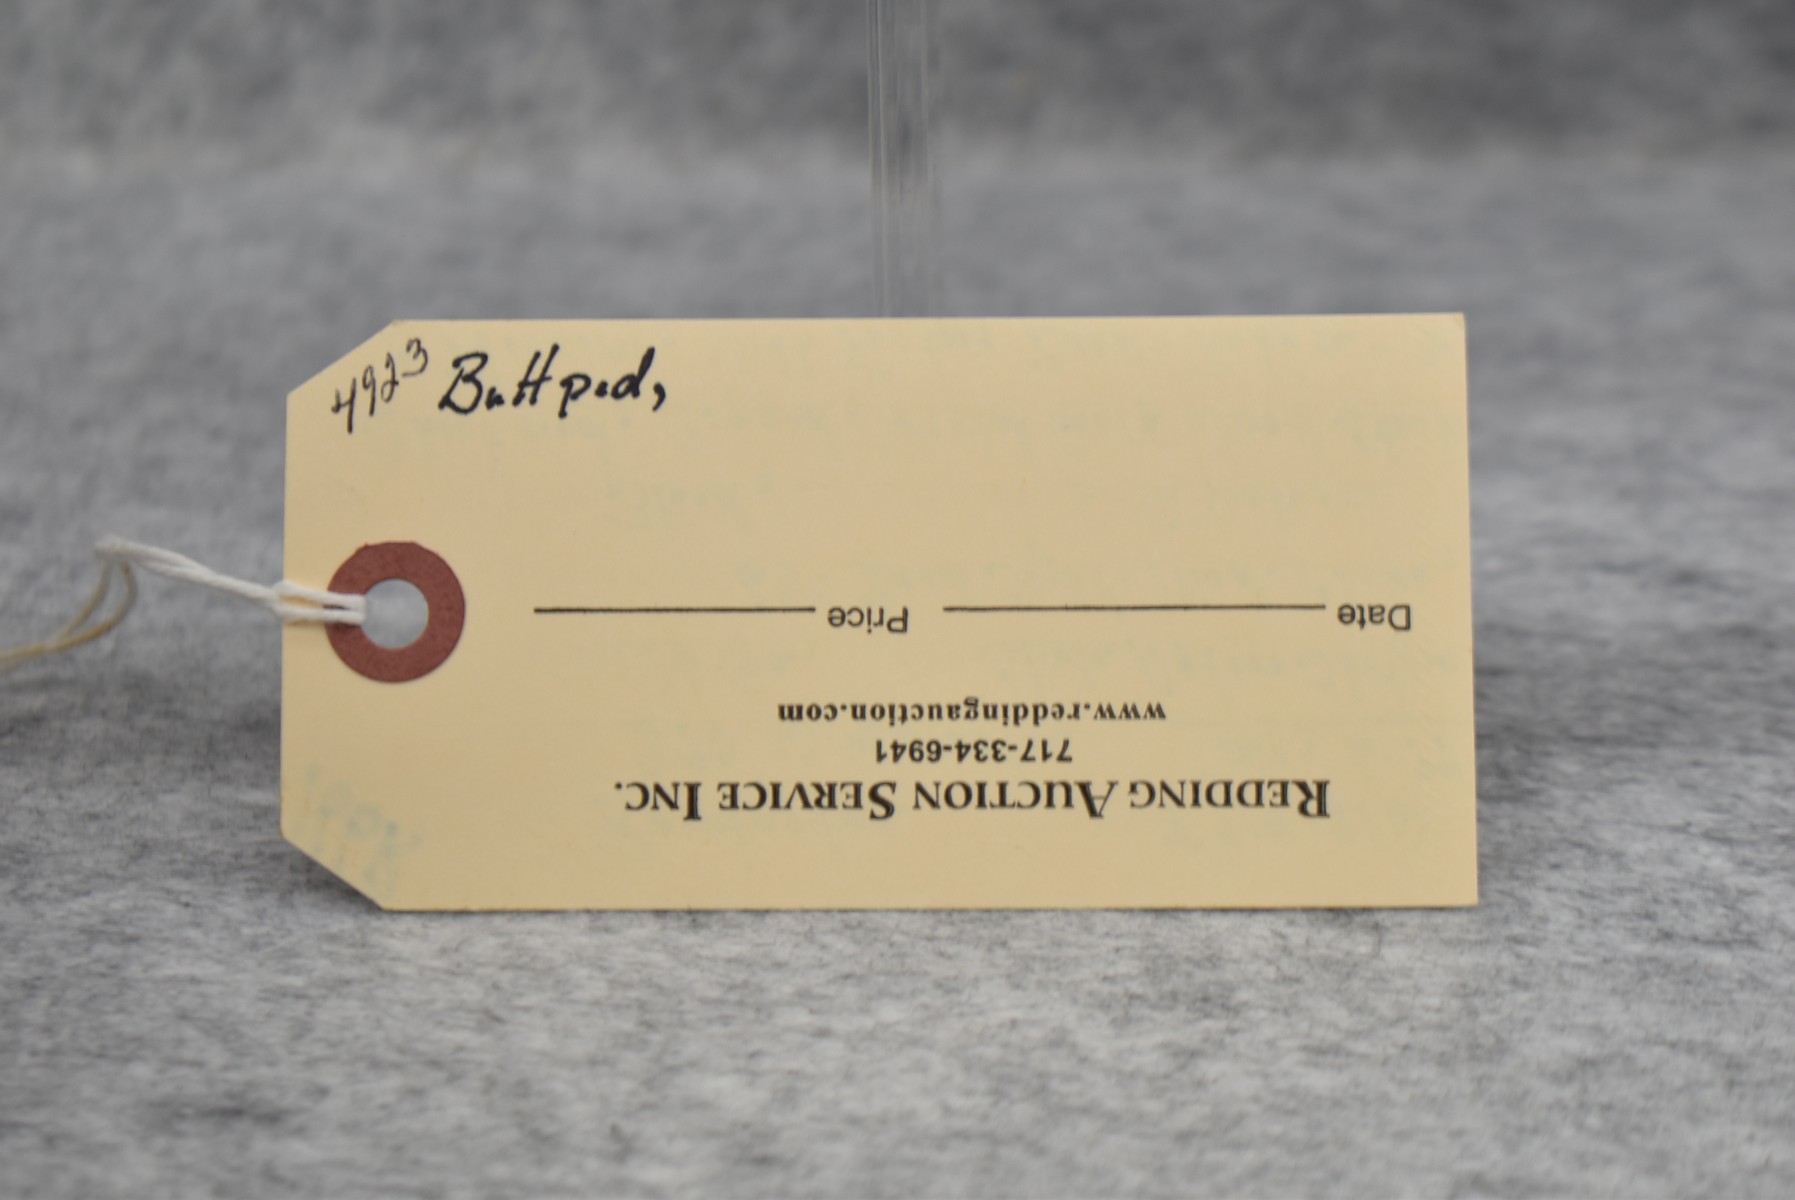 4923 Buttpad,
REDDING AUCTION SERVICE INC.
717-334-6941
www.reddingauction.com
Date Price